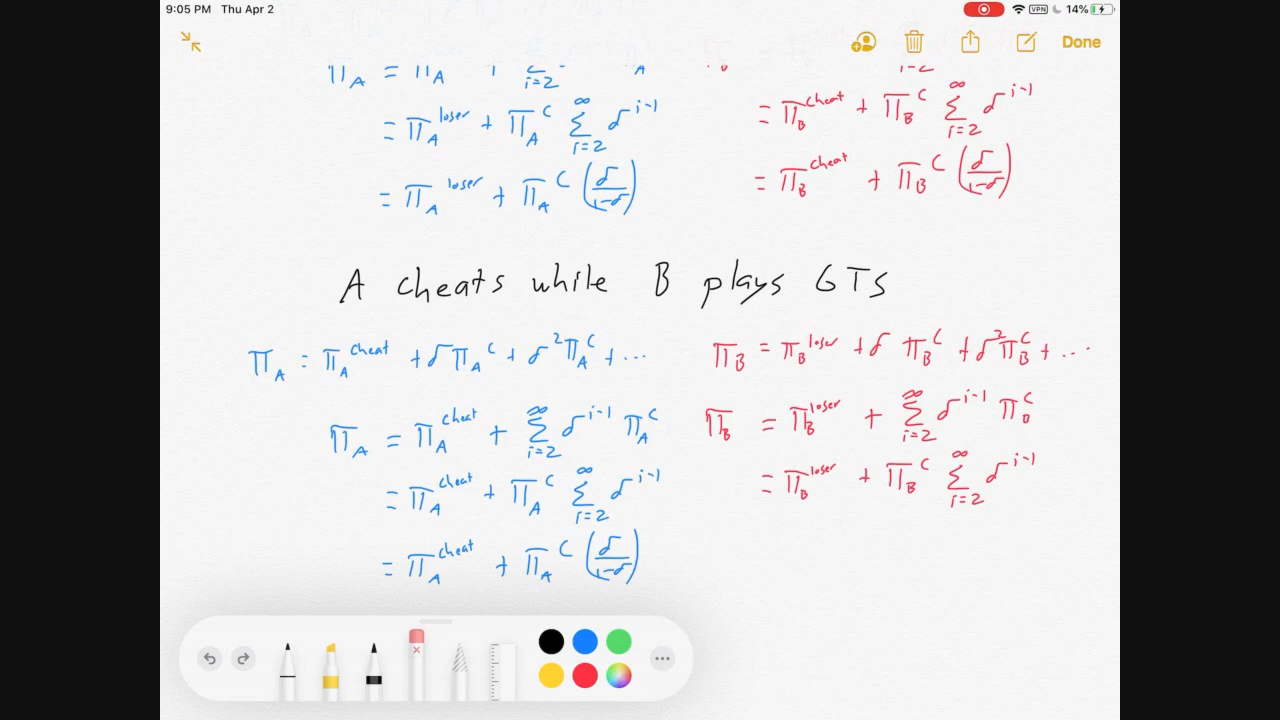 9:05 PM Thu Apr 2 VPN 14%
Done
= Π_A^loser + Π_A^C Σ_{i=2}^∞ δ^{i-1}
= Π_A^loser + Π_A^C (δ/(1-δ))
= Π_B^cheat + Π_B^C Σ_{i=2}^∞ δ^{i-1}
= Π_B^cheat + Π_B^C (δ/(1-δ))
A cheats while B plays GTS
Π_A = Π_A^cheat + δΠ_A^C + δ^2Π_A^C + ...
Π_A = Π_A^cheat + Σ_{i=2}^∞ δ^{i-1} Π_A^C
= Π_A^cheat + Π_A^C Σ_{i=2}^∞ δ^{i-1}
= Π_A^cheat + Π_A^C (δ/(1-δ))
Π_B = Π_B^loser + δ Π_B^C + δ^2Π_B^C + ...
Π_B = Π_B^loser + Σ_{i=2}^∞ δ^{i-1} Π_B^C
= Π_B^loser + Π_B^C Σ_{i=2}^∞ δ^{i-1}